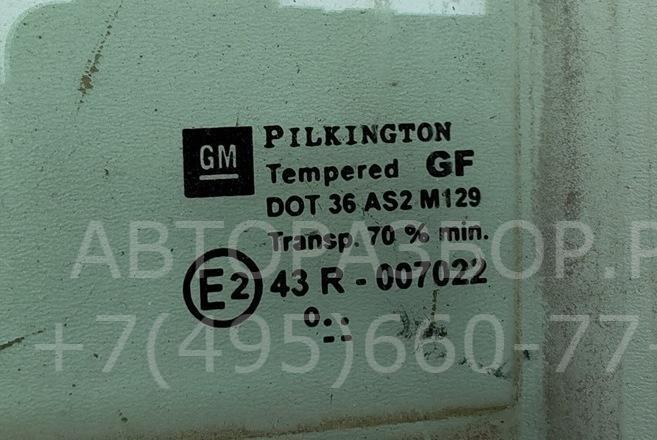 GM
PILKINGTON
Tempered GF
DOT 36 AS2 M129
Transp. 70 % min.
E2 43 R - 007022
АВТОРАЗБОР.Р
+7(495)660-77-